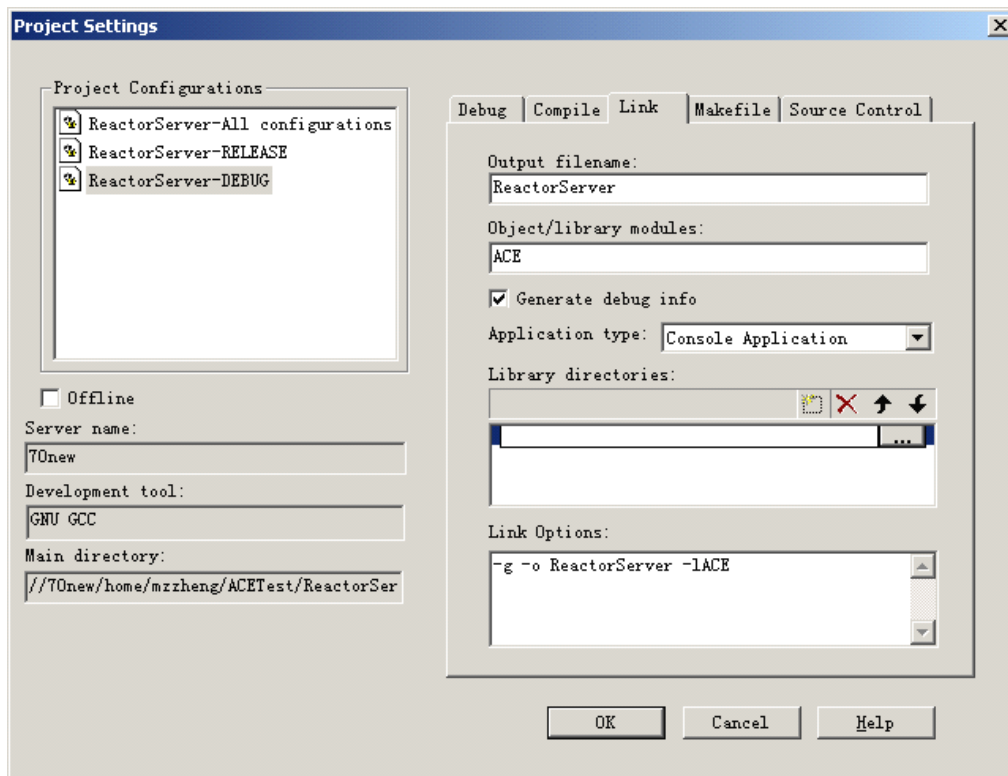 Project Settings
Project Configurations
ReactorServer-All configurations
ReactorServer-RELEASE
ReactorServer-DEBUG
Offline
Server name:
70new
Development tool:
GNU GCC
Main directory:
//70new/home/mzzheng/ACETest/ReactorSer
Debug Compile Link Makefile Source Control
Output filename:
ReactorServer
Object/library modules:
ACE
Generate debug info
Application type: Console Application
Library directories:
...
Link Options:
-g -o ReactorServer -lACE
OK Cancel Help